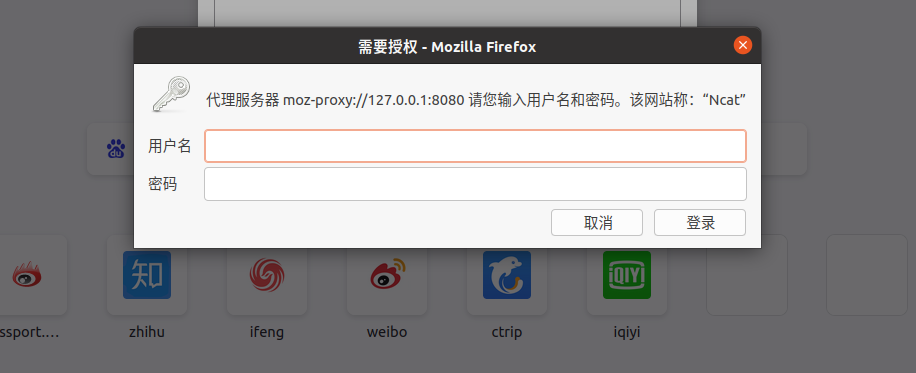 需要授权 - Mozilla Firefox
代理服务器 moz-proxy://127.0.0.1:8080 请您输入用户名和密码。该网站称：“Ncat”
du
用户名
密码
取消
登录
知
iQIYI
ssport.…
zhihu
ifeng
weibo
ctrip
iqiyi